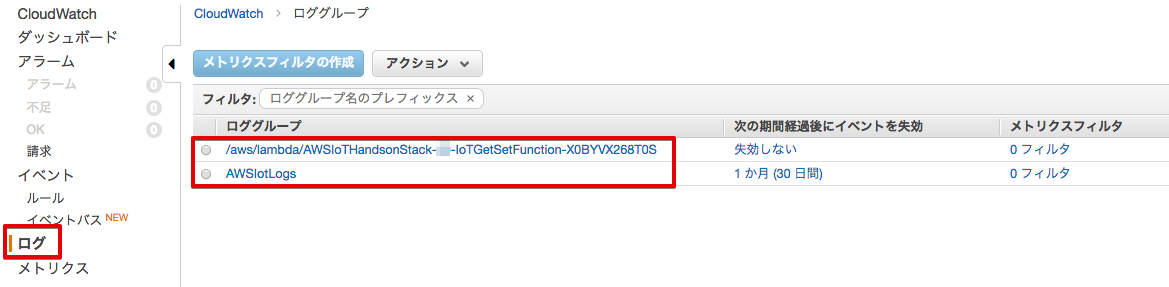 CloudWatch
ダッシュボード
アラーム
アラーム 0
不足 0
OK 0
請求
イベント
ルール
イベントバス NEW
ログ
メトリクス
CloudWatch > ロググループ
メトリクスフィルタの作成 アクション
フィルタ: ロググループ名のプレフィックス ×
ロググループ 次の期間経過後にイベントを失効 メトリクスフィルタ
/aws/lambda/AWSIoTHandsonStack- -IoTGetSetFunction-X0BYVX268T0S 失効しない 0 フィルタ
AWSIotLogs 1 か月 (30 日間) 0 フィルタ